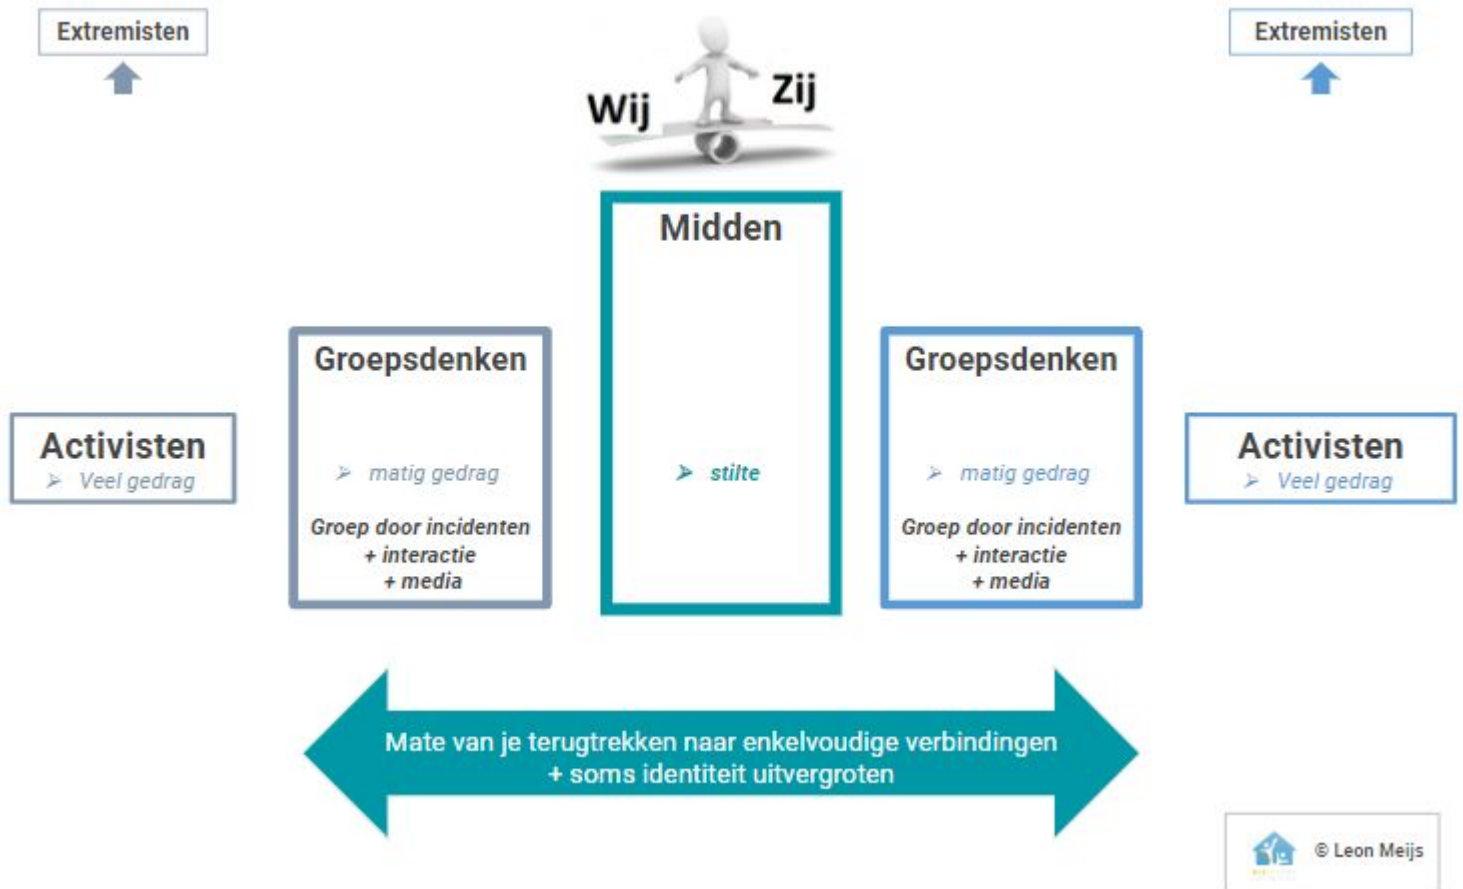 Extremisten
Extremisten
Wij
Zij
Midden
Groepsdenken
➢ matig gedrag
Groep door incidenten
+ interactie
+ media
➢ stilte
Groepsdenken
➢ matig gedrag
Groep door incidenten
+ interactie
+ media
Activisten
➢ Veel gedrag
Activisten
➢ Veel gedrag
Mate van je terugtrekken naar enkelvoudige verbindingen
+ soms identiteit uitvergroten
© Leon Meijs